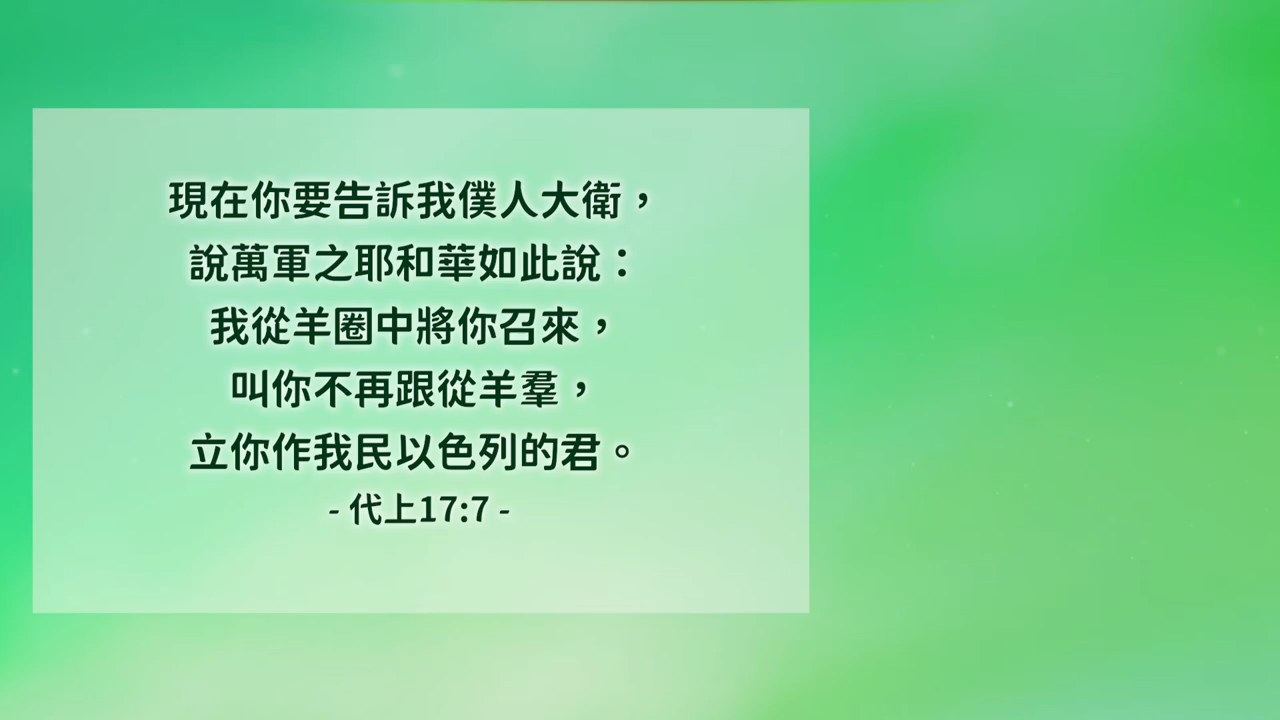 現在你要告訴我僕人大衛，
說萬軍之耶和華如此說：
我從羊圈中將你召來，
叫你不再跟從羊羣，
立你作我民以色列的君。
- 代上17:7 -